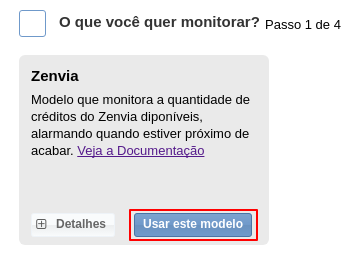 O que você quer monitorar? Passo 1 de 4
Zenvia
Modelo que monitora a quantidade de
créditos do Zenvia diponíveis,
alarmando quando estiver próximo de
acabar. Veja a Documentação
Detalhes Usar este modelo